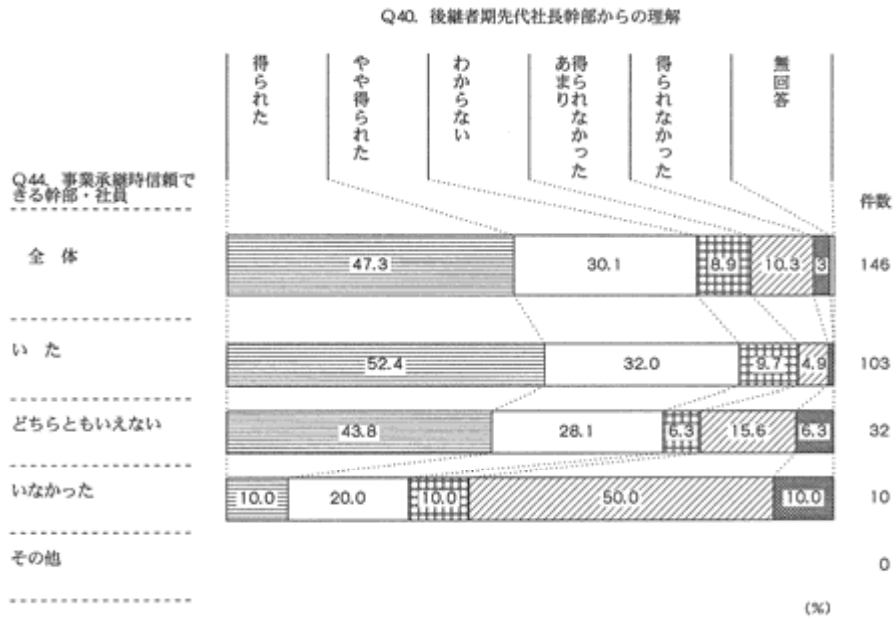 Q40. 後継者期先代社長幹部からの理解
得られた
やや得られた
わからない
あまり
得られなかった
得られなかった
無回答
Q44. 事業承継時信頼で
きる幹部・社員
件数
全 体
47.3
30.1
8.9
10.3
3
146
い た
52.4
32.0
9.7
4.9
103
どちらともいえない
43.8
28.1
6.3
15.6
6.3
32
いなかった
10.0
20.0
10.0
50.0
10.0
10
その他
0
(%)